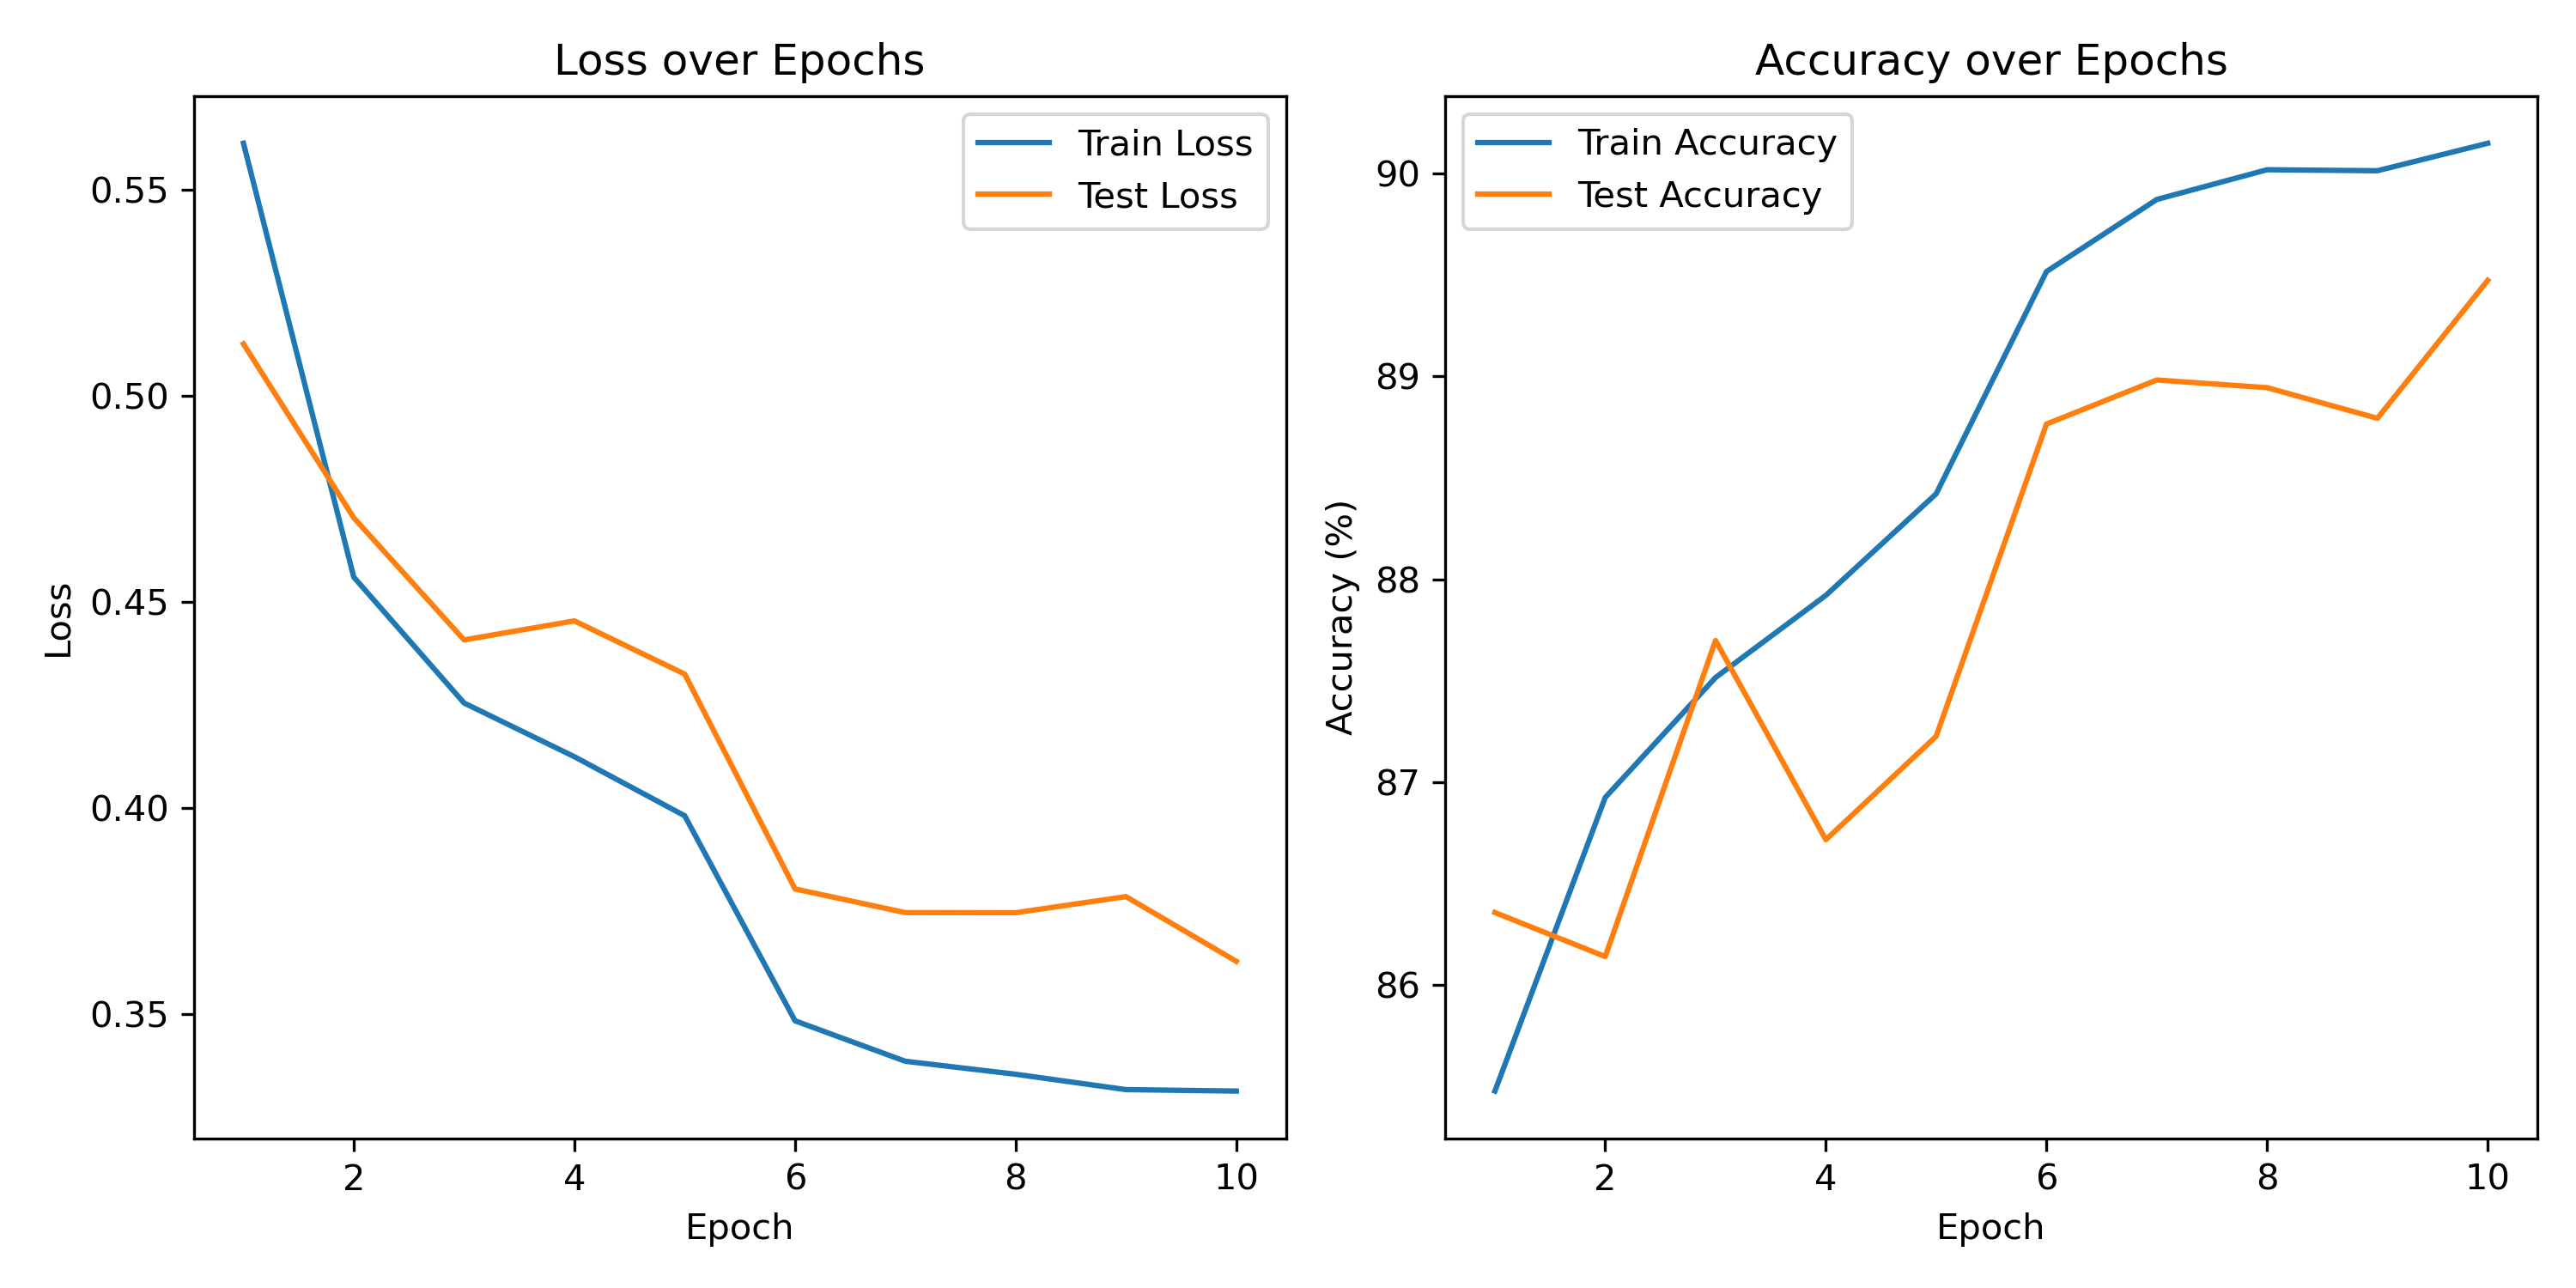 Loss over Epochs
Train Loss
Test Loss
0.55
0.50
0.45
0.40
0.35
Loss
2 4 6 8 10
Epoch
Accuracy over Epochs
Train Accuracy
Test Accuracy
90
89
88
87
86
Accuracy (%)
2 4 6 8 10
Epoch